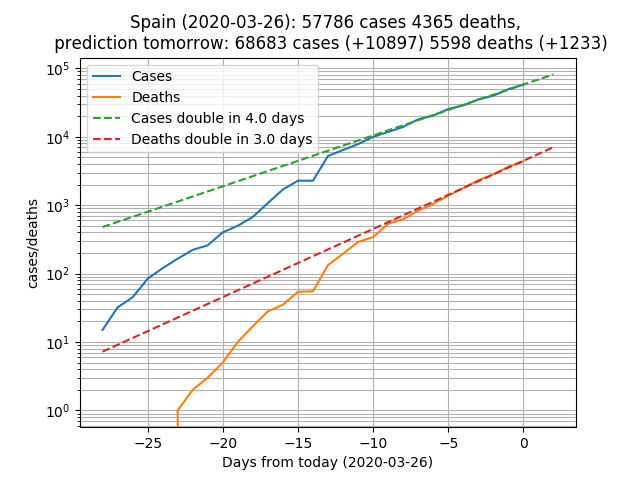 Spain (2020-03-26): 57786 cases 4365 deaths,
prediction tomorrow: 68683 cases (+10897) 5598 deaths (+1233)
Cases
Deaths
Cases double in 4.0 days
Deaths double in 3.0 days
10⁵
10⁴
10³
10²
10¹
10⁰
cases/deaths
−25 −20 −15 −10 −5 0
Days from today (2020-03-26)